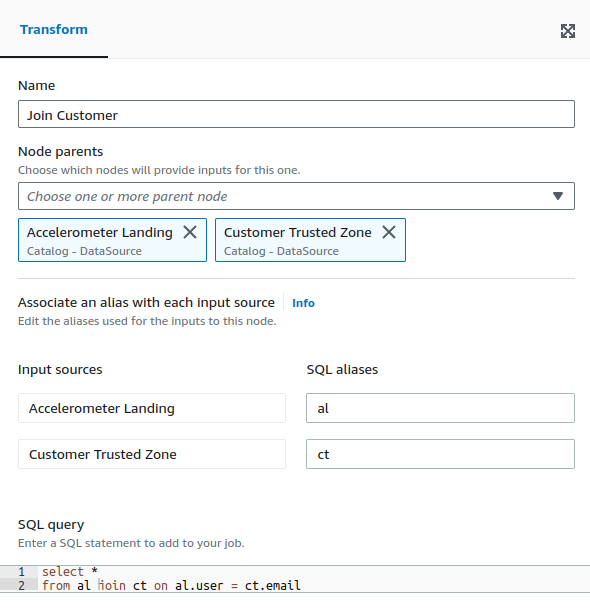 Transform
Name
Join Customer
Node parents
Choose which nodes will provide inputs for this one.
Choose one or more parent node
Accelerometer Landing
Catalog - DataSource
Customer Trusted Zone
Catalog - DataSource
Associate an alias with each input source
Info
Edit the aliases used for the inputs to this node.
Input sources
SQL aliases
Accelerometer Landing
al
Customer Trusted Zone
ct
SQL query
Enter a SQL statement to add to your job.
1 select *
2 from al join ct on al.user = ct.email